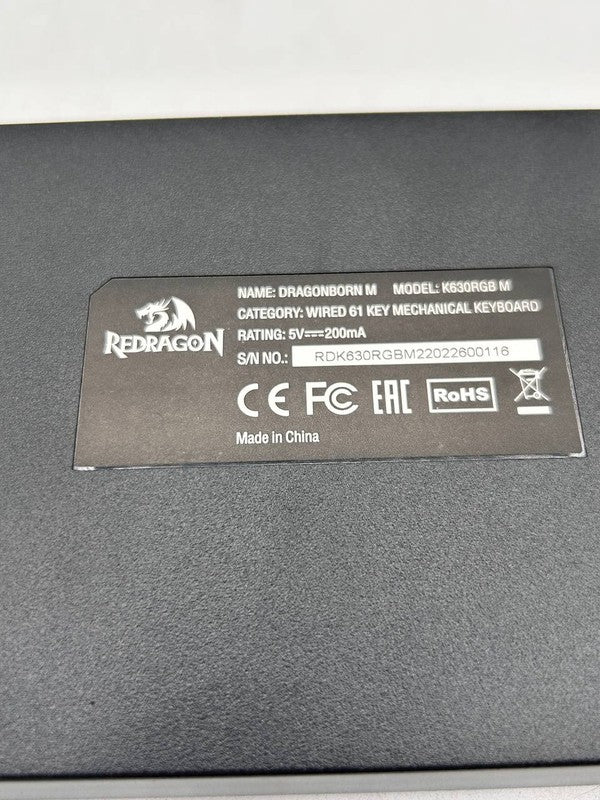 REDRAGON
NAME: DRAGONBORN M MODEL: K630RGB M
CATEGORY: WIRED 61 KEY MECHANICAL KEYBOARD
RATING: 5V⎓200mA
S/N NO.: RDK630RGBM22022600116
CE FC EAC RoHS
Made in China